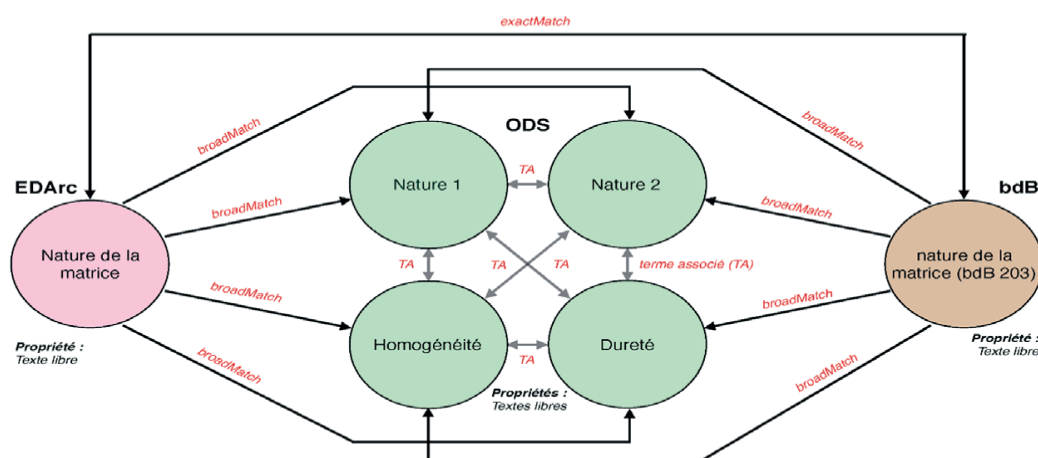 exactMatch
broadMatch
broadMatch
ODS
EDArc
bdB
Nature 1
TA
Nature 2
broadMatch
broadMatch
Nature de la
matrice
TA
TA
TA
terme associé (TA)
nature de la
matrice (bdB 203)
broadMatch
broadMatch
Homogénéité
TA
Dureté
Propriété :
Texte libre
broadMatch
broadMatch
Propriétés :
Textes libres
Propriété :
Texte libre